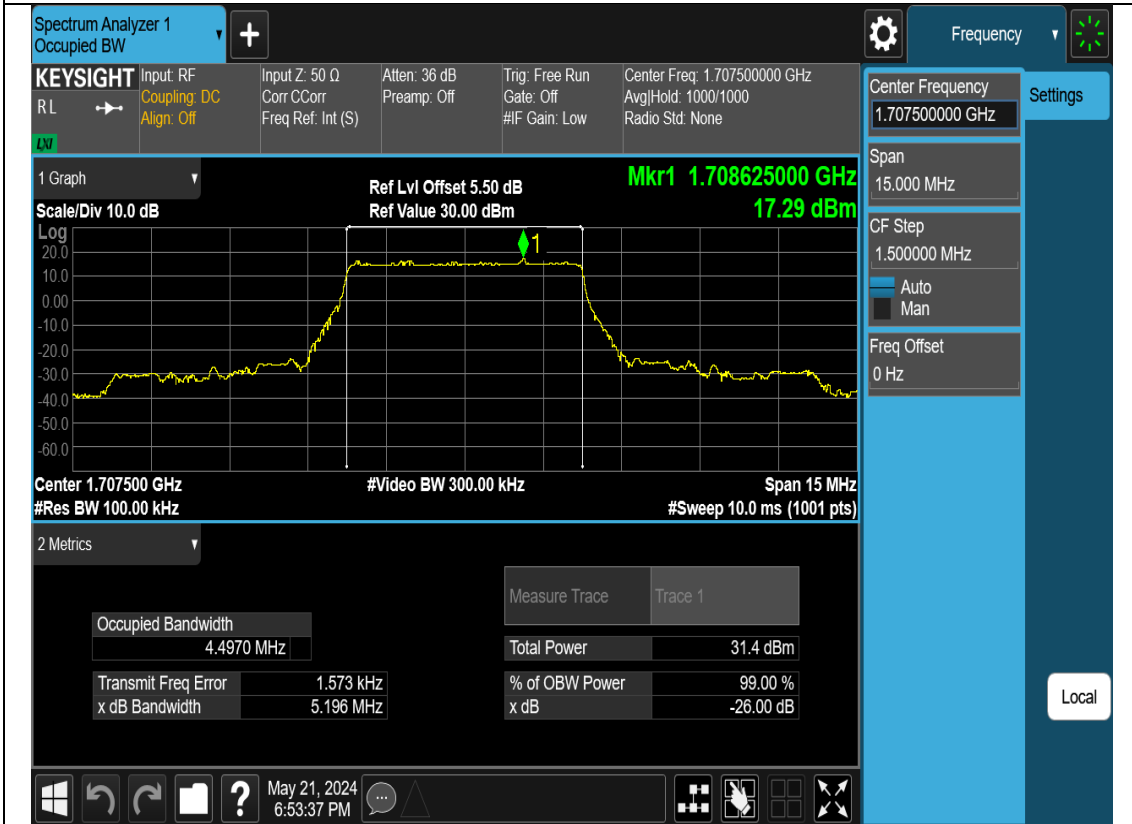 Spectrum Analyzer 1
Occupied BW
+
Frequency
KEYSIGHT
RL
LXI
Input: RF
Coupling: DC
Align: Off
Input Z: 50 Ω
Corr CCorr
Freq Ref: Int (S)
Atten: 36 dB
Preamp: Off
Trig: Free Run
Gate: Off
#IF Gain: Low
Center Freq: 1.707500000 GHz
Avg|Hold: 1000/1000
Radio Std: None
Center Frequency
1.707500000 GHz
Settings
Span
15.000 MHz
CF Step
1.500000 MHz
Auto
Man
Freq Offset
0 Hz
Local
1 Graph
Scale/Div 10.0 dB
Ref Lvl Offset 5.50 dB
Ref Value 30.00 dBm
Mkr1 1.708625000 GHz
17.29 dBm
Log
1
20.0
10.0
0.00
-10.0
-20.0
-30.0
-40.0
-50.0
-60.0
Center 1.707500 GHz
#Video BW 300.00 kHz
Span 15 MHz
#Res BW 100.00 kHz
#Sweep 10.0 ms (1001 pts)
2 Metrics
Measure Trace Trace 1
Occupied Bandwidth
4.4970 MHz
Total Power 31.4 dBm
Transmit Freq Error 1.573 kHz
% of OBW Power 99.00 %
x dB Bandwidth 5.196 MHz
x dB -26.00 dB
?
May 21, 2024
6:53:37 PM